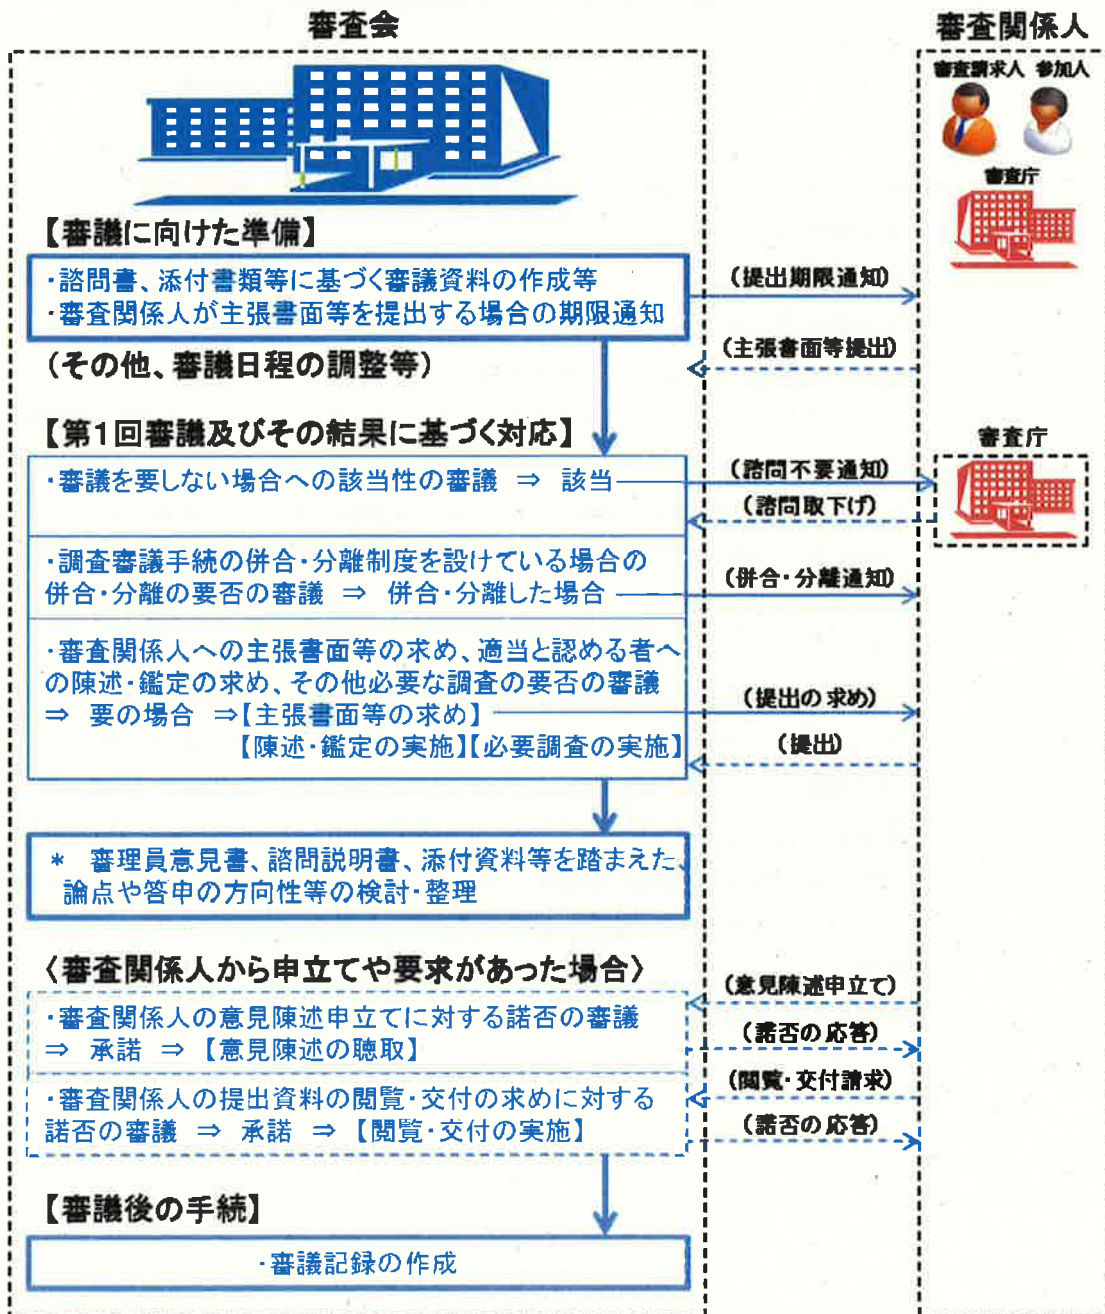 審査会
審査関係人
審査請求人 参加人
審査庁
【審議に向けた準備】
・諮問書、添付書類等に基づく審議資料の作成等
・審査関係人が主張書面等を提出する場合の期限通知
(提出期限通知)
(その他、審議日程の調整等)
(主張書面等提出)
【第1回審議及びその結果に基づく対応】
審査庁
・審議を要しない場合への該当性の審議 ⇒ 該当
(諮問不要通知)
(諮問取下げ)
・調査審議手続の併合・分離制度を設けている場合の
併合・分離の要否の審議 ⇒ 併合・分離した場合
(併合・分離通知)
・審査関係人への主張書面等の求め、適当と認める者へ
の陳述・鑑定の求め、その他必要な調査の要否の審議
⇒ 要の場合 ⇒【主張書面等の求め】
【陳述・鑑定の実施】【必要調査の実施】
(提出の求め)
(提出)
* 審理員意見書、諮問説明書、添付資料等を踏まえた、
論点や答申の方向性等の検討・整理
〈審査関係人から申立てや要求があった場合〉
(意見陳述申立て)
・審査関係人の意見陳述申立てに対する諾否の審議
⇒ 承諾 ⇒ 【意見陳述の聴取】
(諾否の応答)
(閲覧・交付請求)
・審査関係人の提出資料の閲覧・交付の求めに対する
諾否の審議 ⇒ 承諾 ⇒ 【閲覧・交付の実施】
(諾否の応答)
【審議後の手続】
・審議記録の作成